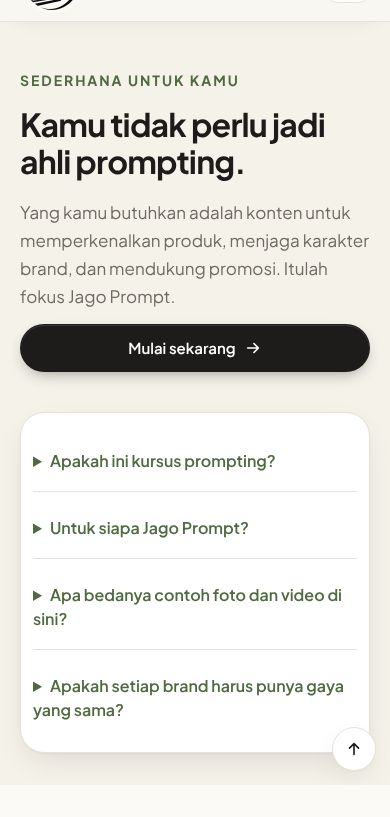 SEDERHANA UNTUK KAMU
Kamu tidak perlu jadi
ahli prompting.
Yang kamu butuhkan adalah konten untuk
memperkenalkan produk, menjaga karakter
brand, dan mendukung promosi. Itulah
fokus Jago Prompt.
Mulai sekarang →
▶ Apakah ini kursus prompting?
▶ Untuk siapa Jago Prompt?
▶ Apa bedanya contoh foto dan video di
sini?
▶ Apakah setiap brand harus punya gaya
yang sama?
↑